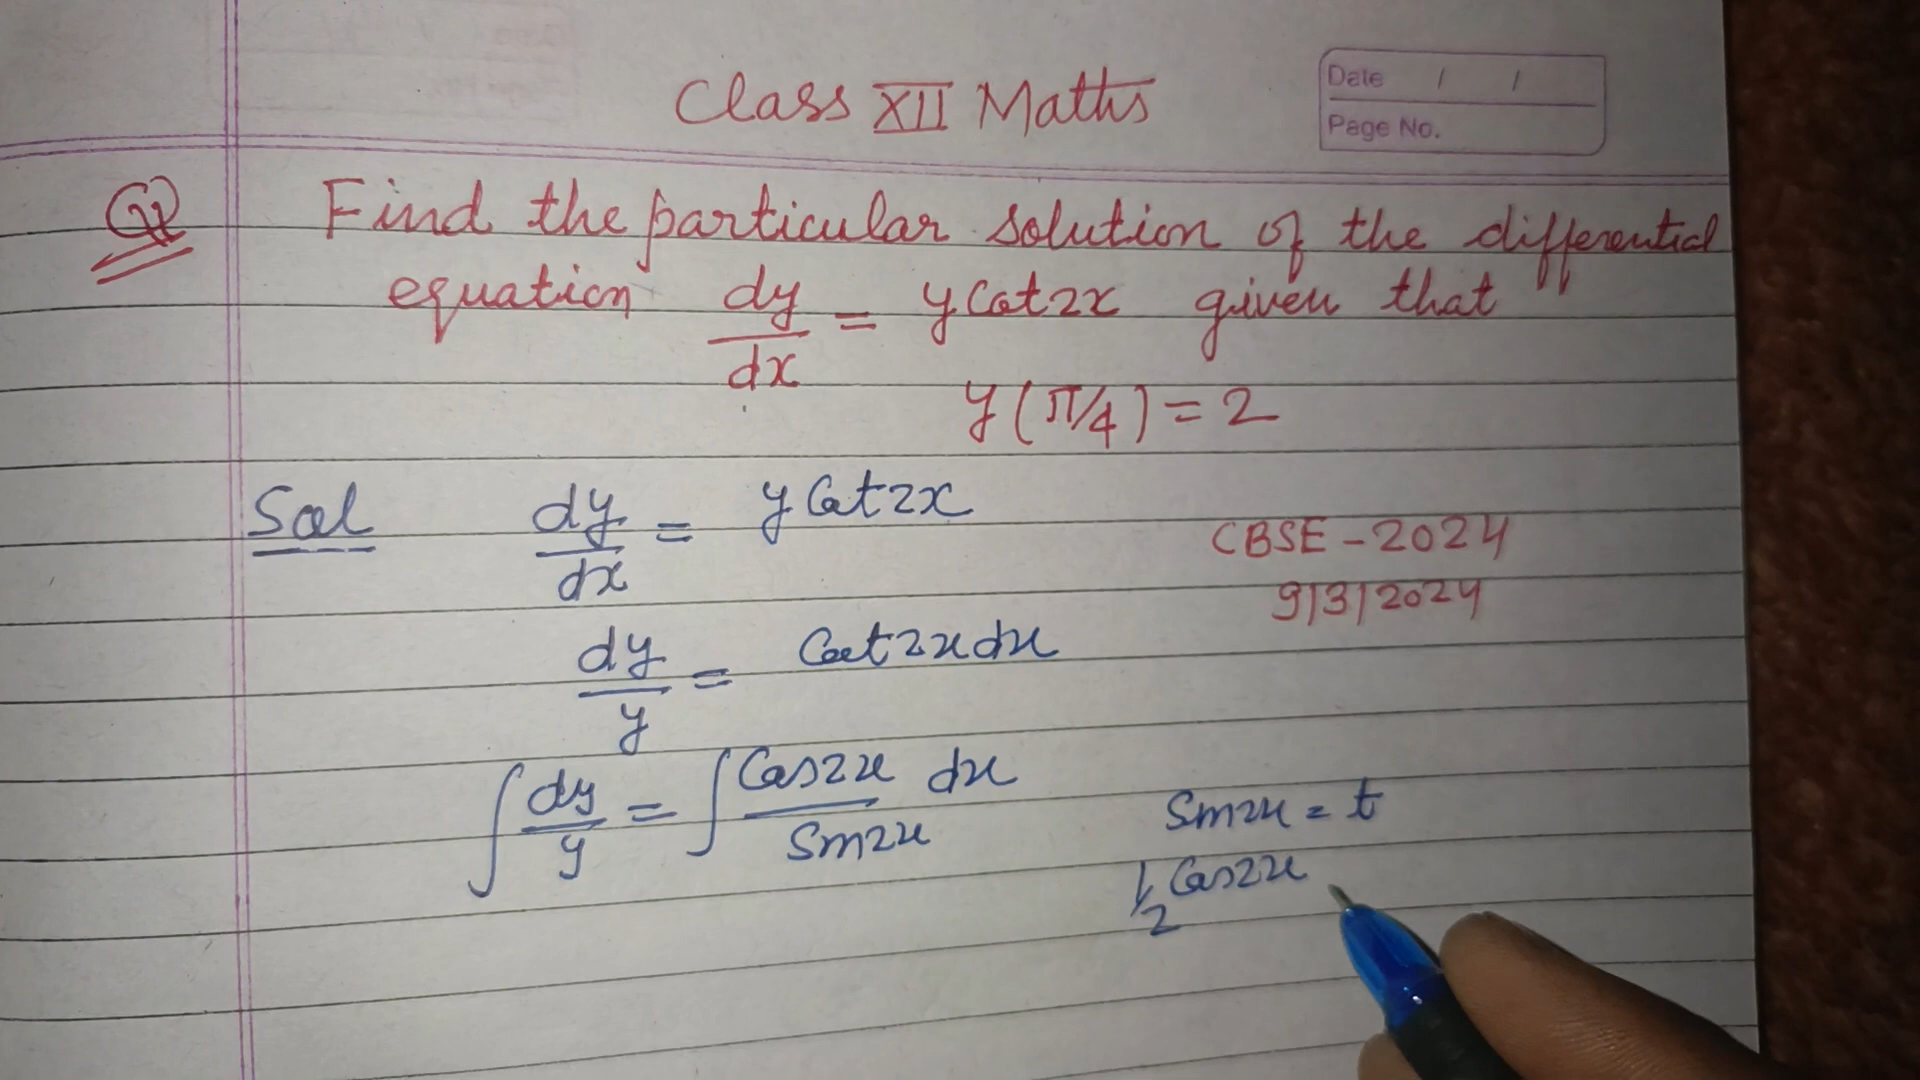 Class XII Maths
Date / /
Page No.
Q Find the particular solution of the differential
equation dy/dx = y Cot2x given that
y(π/4) = 2
Sol dy/dx = y Cot2x
CBSE - 2024
9/3/2024
dy/y = Cot2x dx
∫ dy/y = ∫ Cos2x/Sin2x dx
Sin2x = t
1/2 Cos2x